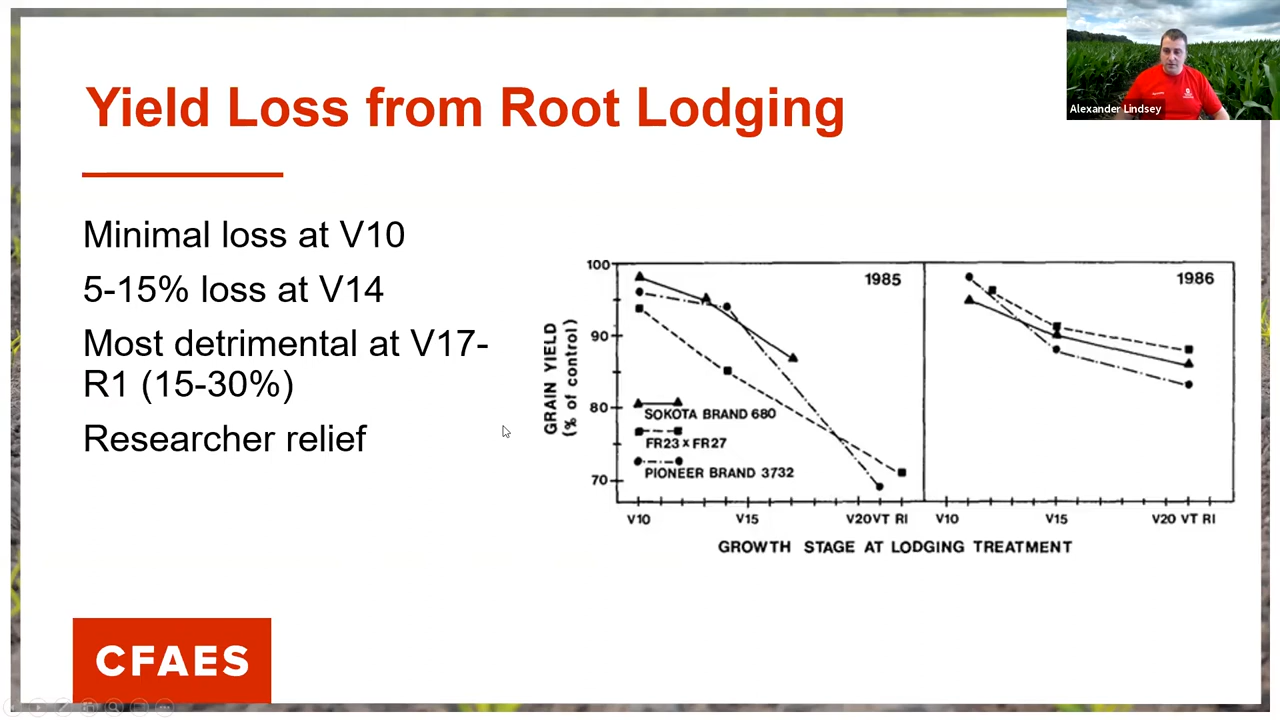 Yield Loss from Root Lodging
Alexander Lindsey
Minimal loss at V10
5-15% loss at V14
Most detrimental at V17-
R1 (15-30%)
Researcher relief
GRAIN YIELD
(% of control)
100
90
80
70
1985
1986
SOKOTA BRAND 680
FR23 x FR27
PIONEER BRAND 3732
V10 V15 V20 VT RI V10 V15 V20 VT RI
GROWTH STAGE AT LODGING TREATMENT
CFAES